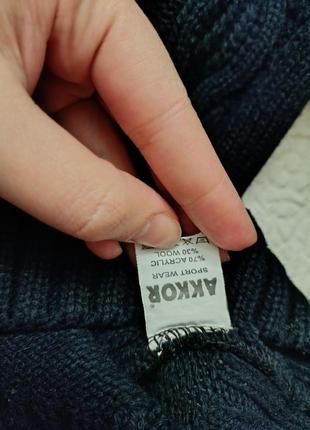 AKKOR
SPORT WEAR
%70 ACRYLIC
%30 WOOL